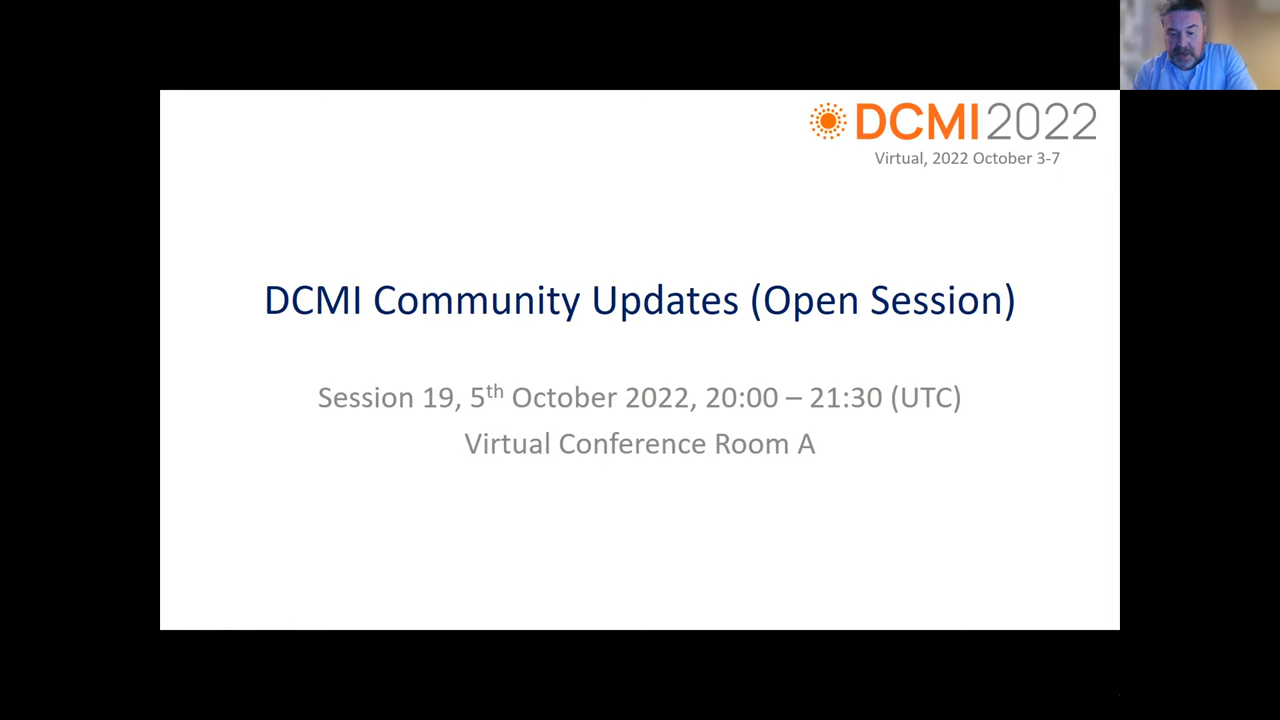 DCMI2022
Virtual, 2022 October 3-7
DCMI Community Updates (Open Session)
Session 19, 5th October 2022, 20:00 – 21:30 (UTC)
Virtual Conference Room A